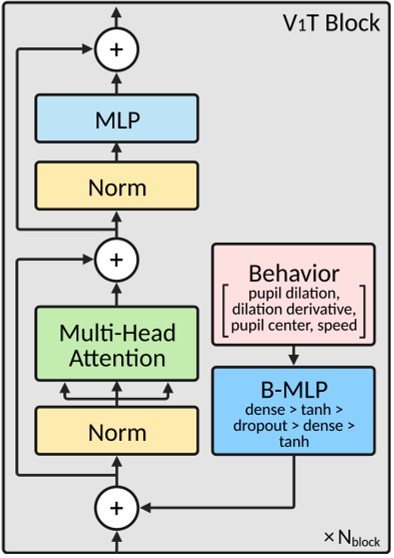 V1T Block
+
MLP
Norm
+
Behavior
[pupil dilation,
dilation derivative,
pupil center, speed]
Multi-Head
Attention
B-MLP
dense > tanh >
dropout > dense >
tanh
Norm
+
× Nblock